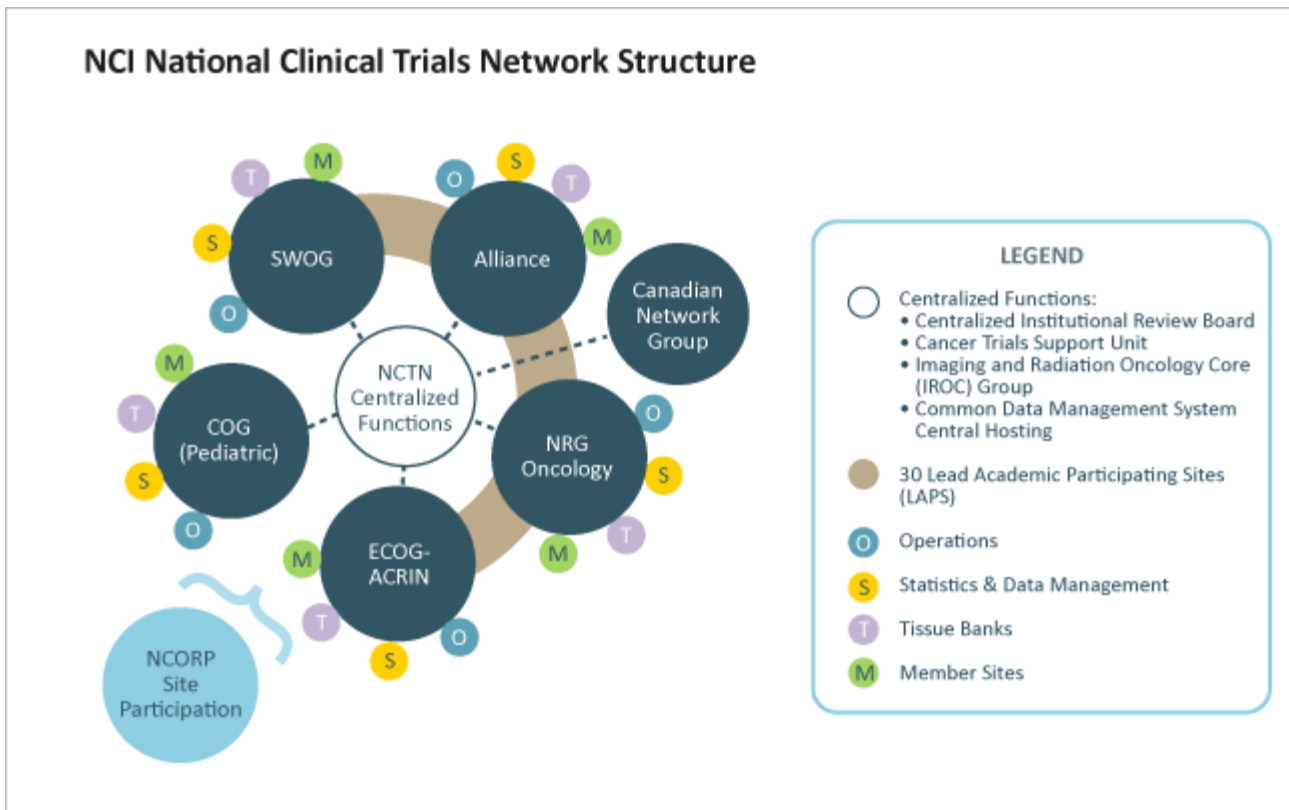 NCI National Clinical Trials Network Structure
M
T
S
O
SWOG
O
S
T
M
Alliance
Canadian
Network
Group
NCTN
Centralized
Functions
M
T
S
O
COG
(Pediatric)
O
S
T
M
NRG
Oncology
M
T
S
O
ECOG-
ACRIN
NCORP
Site
Participation
LEGEND
Centralized Functions:
• Centralized Institutional Review Board
• Cancer Trials Support Unit
• Imaging and Radiation Oncology Core
(IROC) Group
• Common Data Management System
Central Hosting
30 Lead Academic Participating Sites
(LAPS)
O Operations
S Statistics & Data Management
T Tissue Banks
M Member Sites